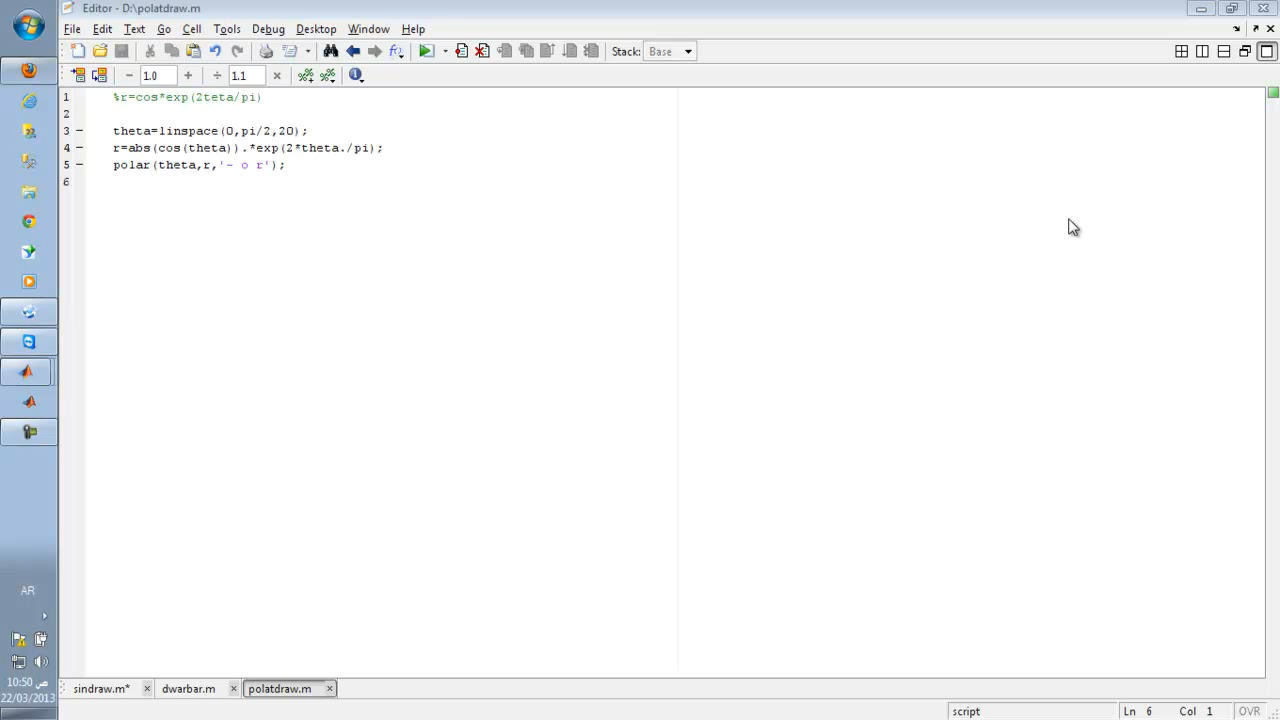 Editor - D:\polatdraw.m
File Edit Text Go Cell Tools Debug Desktop Window Help
Stack: Base
1.0 1.1
1 %r=cos*exp(2teta/pi)
2
3 theta=linspace(0,pi/2,20);
4 r=abs(cos(theta)).*exp(2*theta./pi);
5 polar(theta,r,'- o r');
6
AR
10:50 ص
22/03/2013
sindraw.m* dwarbar.m polatdraw.m
script Ln 6 Col 1 OVR